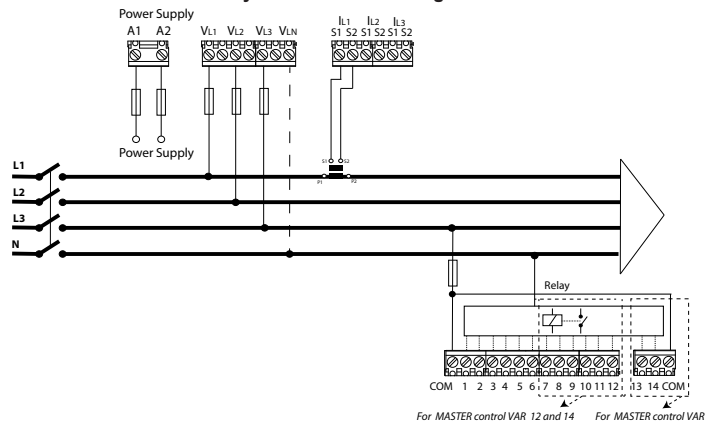 Power Supply
A1 A2
VL1 VL2 VL3 VLN
IL1 IL2 IL3
S1 S2 S1 S2 S1 S2
Power Supply
S1 S2
L1
P1 P2
L2
L3
N
Relay
COM 1 2 3 4 5 6 7 8 9 10 11 12 13 14 COM
For MASTER control VAR 12 and 14
For MASTER control VAR